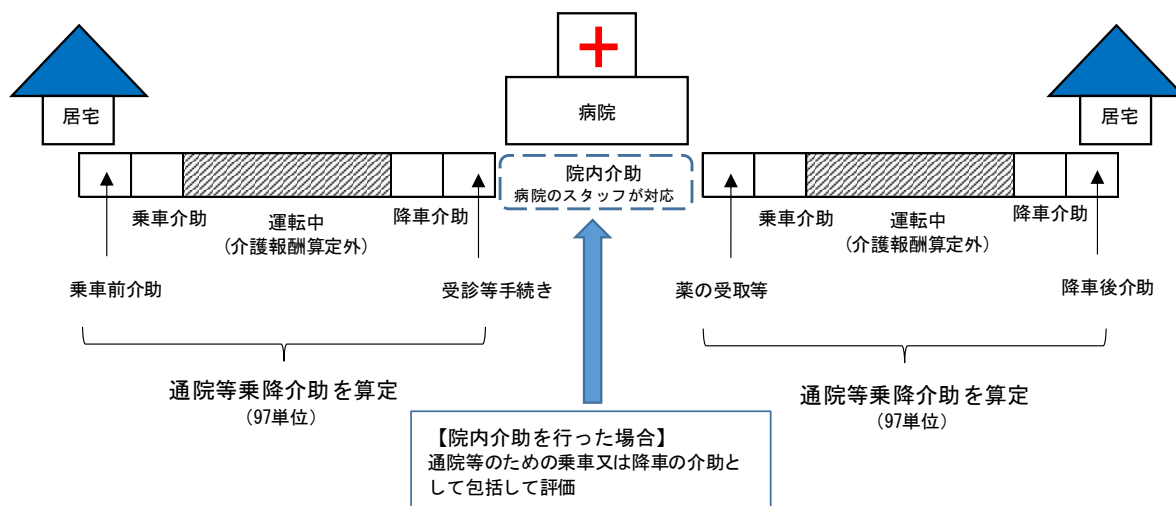 居宅
病院
居宅
院内介助
病院のスタッフが対応
乗車介助
運転中
(介護報酬算定外)
降車介助
乗車介助
運転中
(介護報酬算定外)
降車介助
乗車前介助
受診等手続き
薬の受取等
降車後介助
通院等乗降介助を算定
(97単位)
通院等乗降介助を算定
(97単位)
【院内介助を行った場合】
通院等のための乗車又は降車の介助と
して包括して評価